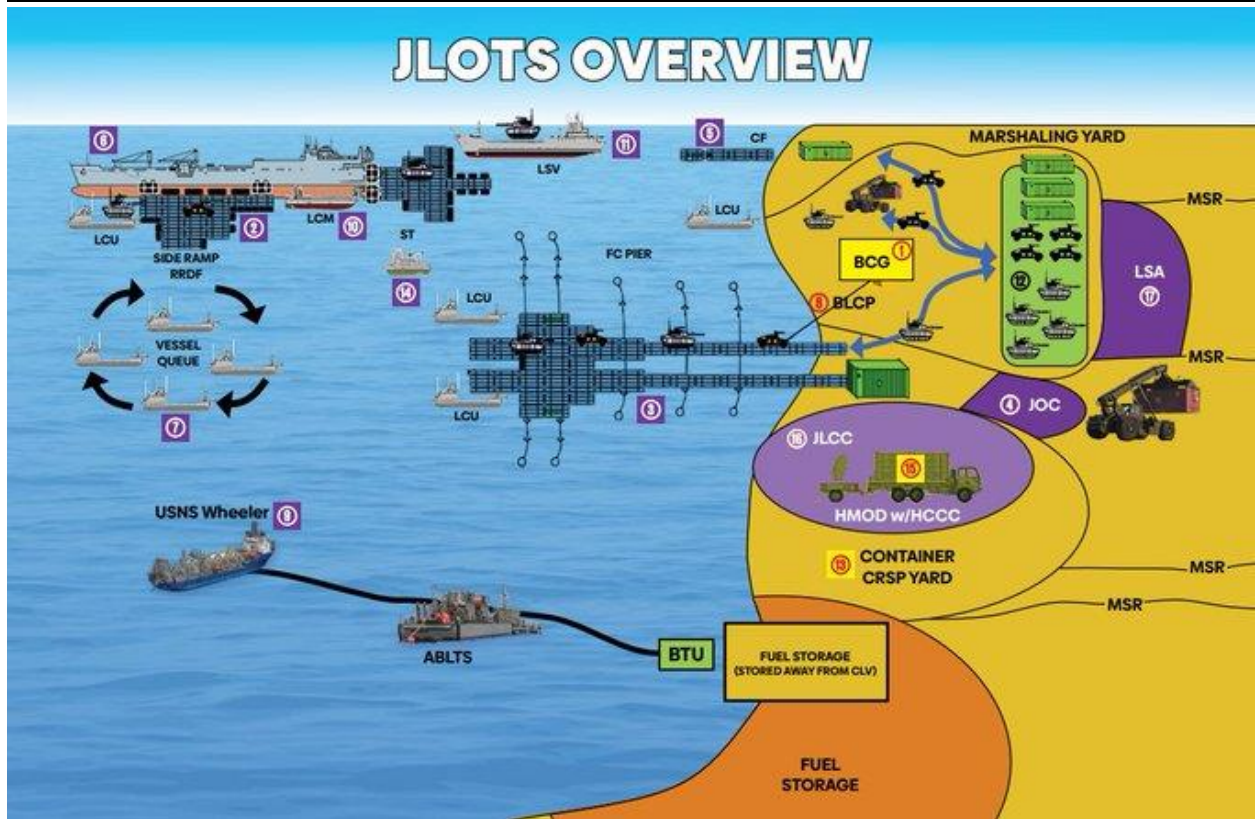 JLOTS OVERVIEW
6
LCU
SIDE RAMP
RRDF
2
LCM
10
ST
14
LSV
11
5
CF
LCU
MARSHALING YARD
MSR
BCG
1
8 BLCP
12
LSA
17
MSR
VESSEL
QUEUE
7
FC PIER
LCU
LCU
3
4 JOC
16 JLCC
15
HMOD w/HCCC
13 CONTAINER
CRSP YARD
MSR
MSR
USNS Wheeler 9
ABLTS
BTU
FUEL STORAGE
(STORED AWAY FROM CLV)
FUEL
STORAGE